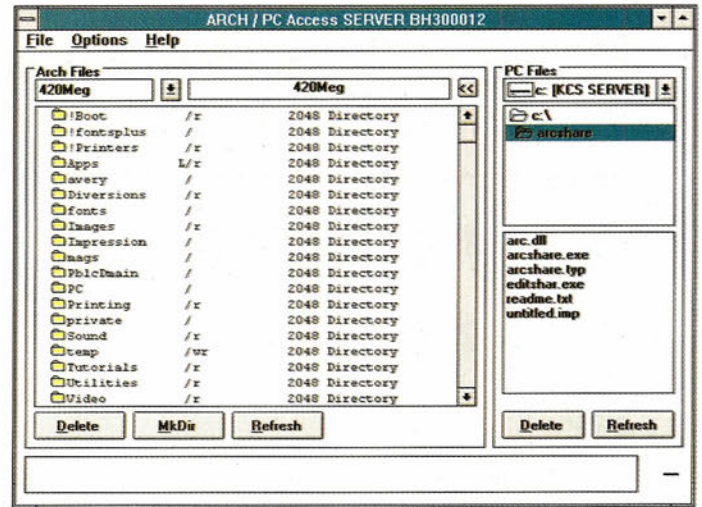 ARCH / PC Access SERVER BH300012
File Options Help
Arch Files
420Meg 420Meg <<
!Boot /r 2048 Directory
!fontsplus / 2048 Directory
!Printers /r 2048 Directory
Apps L/r 2048 Directory
avery / 2048 Directory
Diversions /r 2048 Directory
fonts / 2048 Directory
Images /r 2048 Directory
Impression / 2048 Directory
mags / 2048 Directory
PblcDmain / 2048 Directory
PC / 2048 Directory
Printing /r 2048 Directory
private / 2048 Directory
Sound /r 2048 Directory
temp /wr 2048 Directory
Tutorials /r 2048 Directory
Utilities /r 2048 Directory
Video /r 2048 Directory
Delete MkDir Refresh
PC Files
c: [KCS SERVER]
c:\
arcshare
arc.dll
arcshare.exe
arcshare.typ
editshar.exe
readme.txt
untitled.imp
Delete Refresh